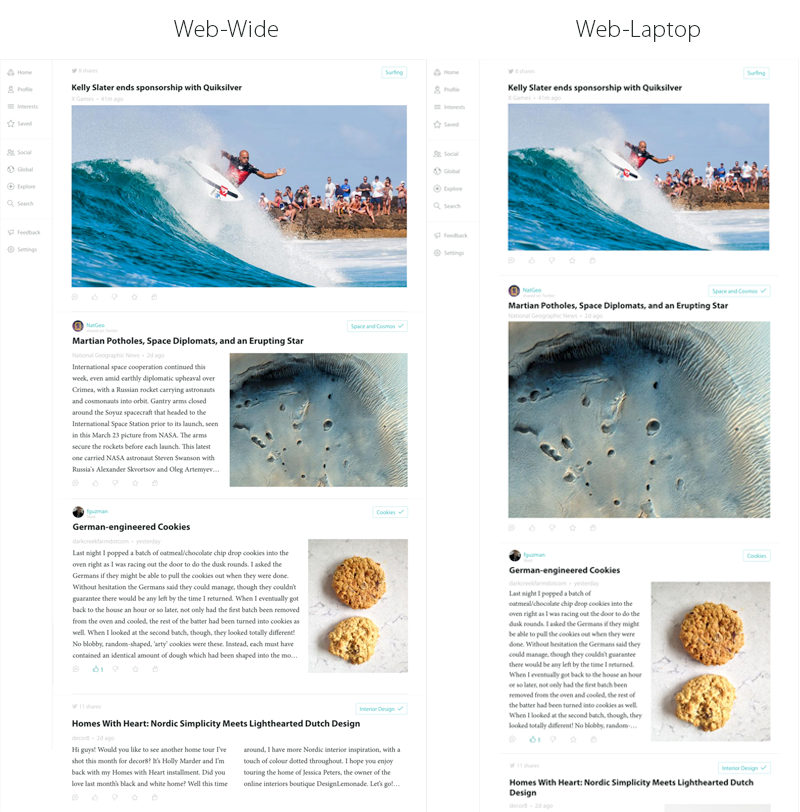 Web-Wide
Web-Laptop
Home
Profile
Interests
Saved
Social
Global
Explore
Search
Feedback
Settings
8 shares
Surfing
Kelly Slater ends sponsorship with Quiksilver
X Games • 41m ago
NatGeo
Space and Cosmos
Martian Potholes, Space Diplomats, and an Erupting Star
National Geographic News • 2d ago
International space cooperation continued this
week, even amid earthly diplomatic upheaval over
Crimea, with a Russian rocket carrying astronauts
and cosmonauts into orbit. Gantry arms closed
around the Soyuz spacecraft that headed to the
International Space Station prior to its launch, seen
in this March 23 picture from NASA. The arms
secure the rockets before each launch. This latest
one carried NASA astronaut Steven Swanson with
Russia's Alexander Skvortsov and Oleg Artemyev…
fguzman
Cookies
German-engineered Cookies
darkcreekfarmdotcom • yesterday
Last night I popped a batch of oatmeal/chocolate chip drop cookies into the
oven right as I was racing out the door to do the dusk rounds. I asked the
Germans if they might be able to pull the cookies out when they were done.
Without hesitation the Germans said they could manage, though they couldn't
guarantee there would be any left by the time I returned. When I eventually got
back to the house an hour or so later, not only had the first batch been removed
from the oven and cooled, the rest of the batter had been turned into cookies as
well. When I looked at the second batch, though, they looked totally different!
No blobby, random-shaped, 'arty' cookies were these. Instead, each must have
contained an identical amount of dough which had been shaped into the mo…
1
11 shares
Interior Design
Homes With Heart: Nordic Simplicity Meets Lighthearted Dutch Design
decor8 • 2d ago
Hi guys! Would you like to see another home tour I've
shot this month for decor8? It's Holly Marder and I'm
back with my Homes with Heart installment. Did you
love last month's black and white home? Well this time
around, I have more Nordic interior inspiration, with a
touch of colour dotted throughout. I hope you enjoy
touring the home of Jessica Peters, the owner of the
online interiors boutique DesignLemonade. Let's go!…
Home
Profile
Interests
Saved
Social
Global
Explore
Search
Feedback
Settings
8 shares
Surfing
Kelly Slater ends sponsorship with Quiksilver
X Games • 41m ago
NatGeo
Space and Cosmos
Martian Potholes, Space Diplomats, and an Erupting Star
National Geographic News • 2d ago
fguzman
Cookies
German-engineered Cookies
darkcreekfarmdotcom • yesterday
Last night I popped a batch of
oatmeal/chocolate chip drop cookies into the
oven right as I was racing out the door to do the
dusk rounds. I asked the Germans if they might
be able to pull the cookies out when they were
done. Without hesitation the Germans said they
could manage, though they couldn't guarantee
there would be any left by the time I returned.
When I eventually got back to the house an hour
or so later, not only had the first batch been
removed from the oven and cooled, the rest of
the batter had been turned into cookies as well.
When I looked at the second batch, though, they
looked totally different! No blobby, random-…
1
11 shares
Interior Design
Homes With Heart: Nordic Simplicity Meets Lighthearted Dutch
Design
decor8 • 2d ago